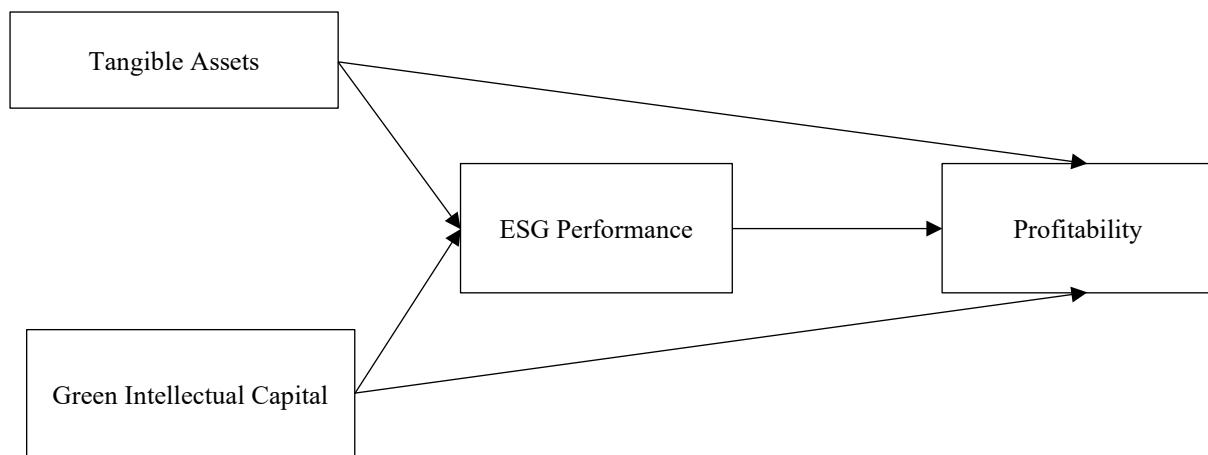 Tangible Assets
ESG Performance
Profitability
Green Intellectual Capital